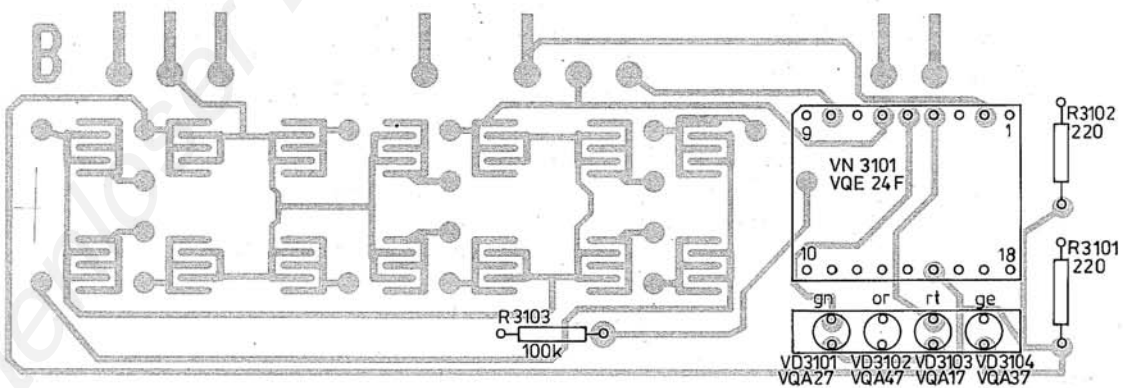 B
9
1
R3102
220
VN 3101
VQE 24F
10
18
R3101
220
gn or rt ge
R3103
100k
VD3101 VD3102 VD3103 VD3104
VQA27 VQA47 VQA17 VQA37